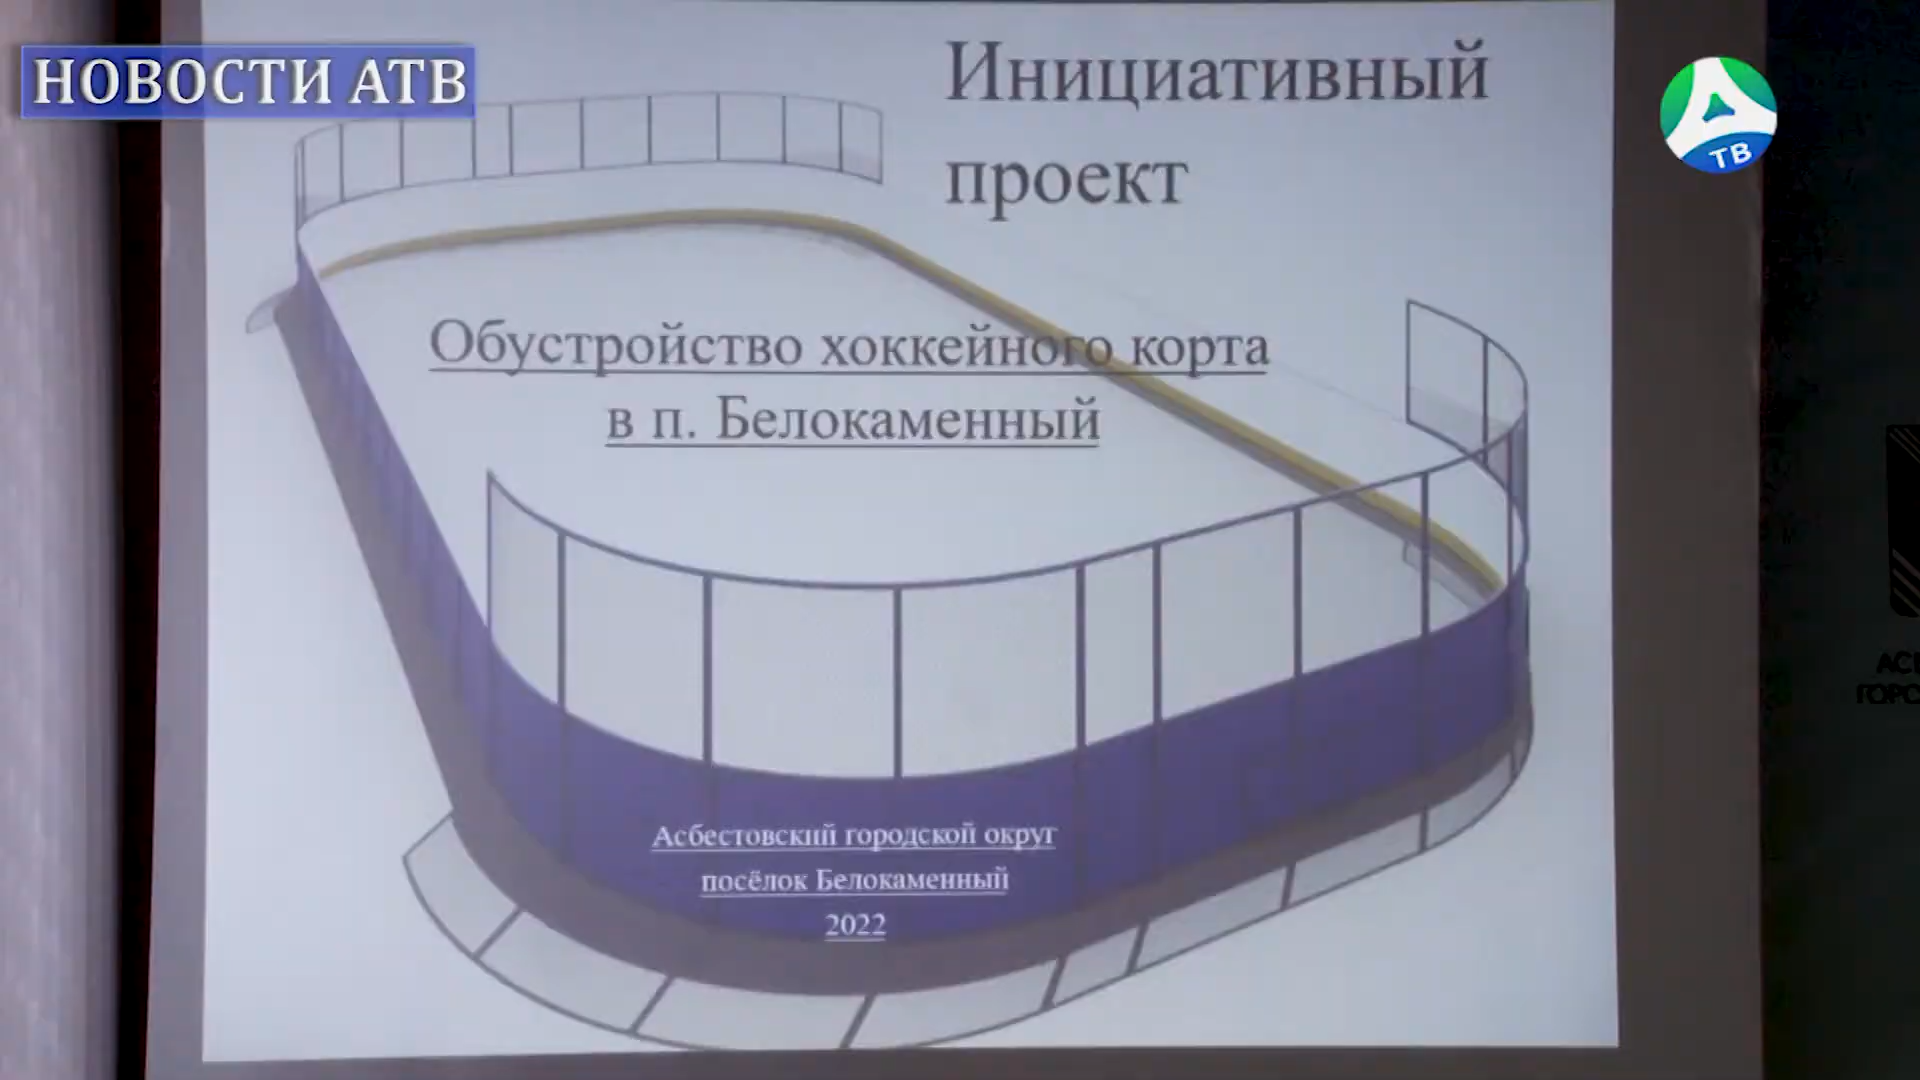 НОВОСТИ АТВ
Инициативный
проект
ТВ
Обустройство хоккейного корта
в п. Белокаменный
Асбестовский городской округ
посёлок Белокаменный
2022